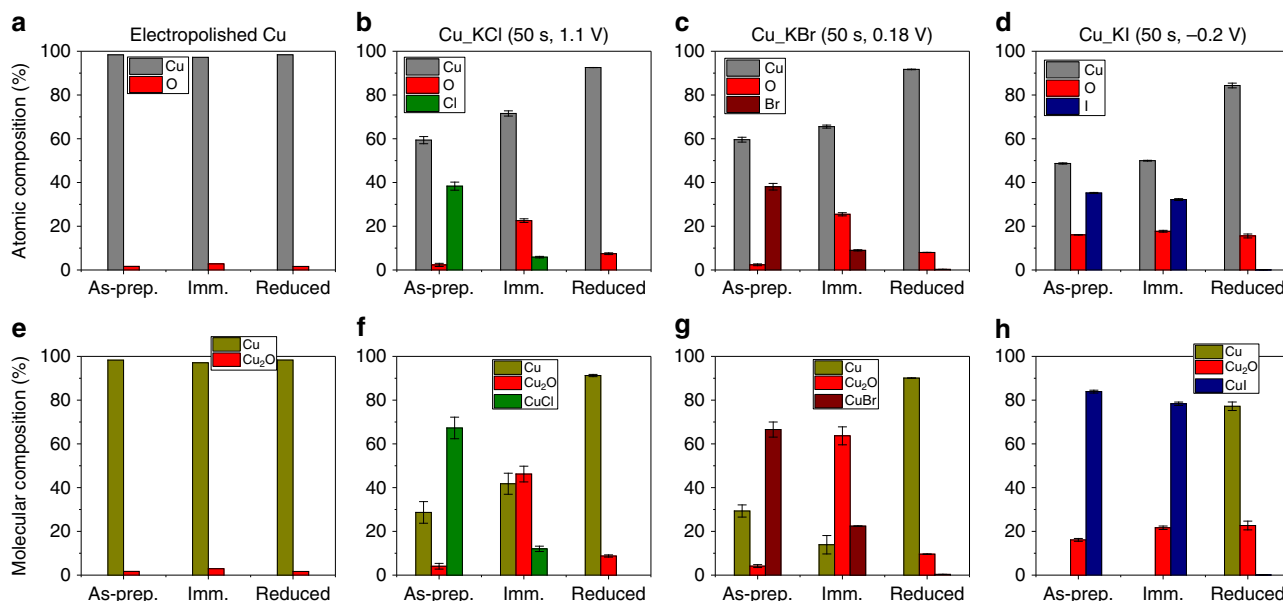 a
Electropolished Cu
Cu
O
Atomic composition (%)
100
80
60
40
20
0
As-prep. Imm. Reduced
b
Cu_KCl (50 s, 1.1 V)
Cu
O
Cl
100
80
60
40
20
0
As-prep. Imm. Reduced
c
Cu_KBr (50 s, 0.18 V)
Cu
O
Br
100
80
60
40
20
0
As-prep. Imm. Reduced
d
Cu_KI (50 s, –0.2 V)
Cu
O
I
100
80
60
40
20
0
As-prep. Imm. Reduced
e
Cu
Cu₂O
Molecular composition (%)
100
80
60
40
20
0
As-prep. Imm. Reduced
f
Cu
Cu₂O
CuCl
100
80
60
40
20
0
As-prep. Imm. Reduced
g
Cu
Cu₂O
CuBr
100
80
60
40
20
0
As-prep. Imm. Reduced
h
Cu
Cu₂O
CuI
100
80
60
40
20
0
As-prep. Imm. Reduced